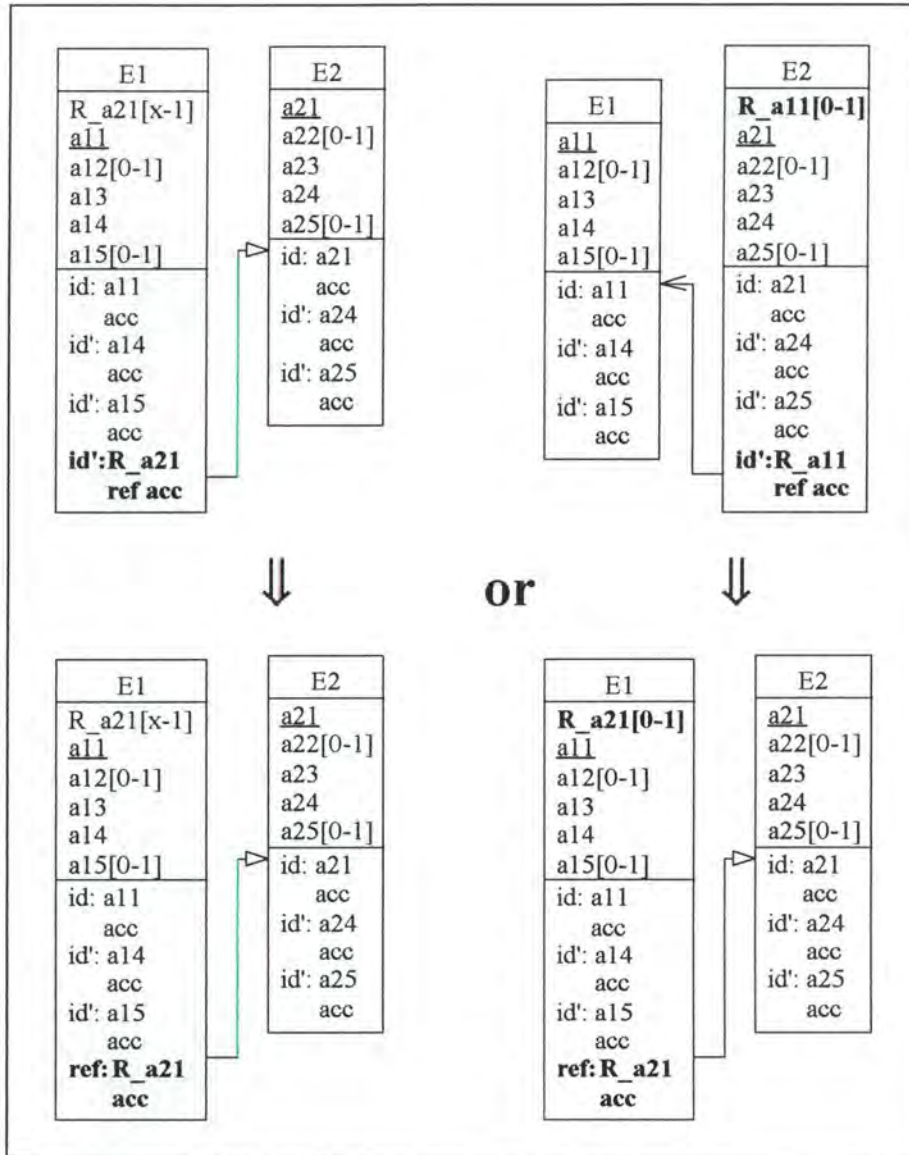 E1
R_a21[x-1]
a11
a12[0-1]
a13
a14
a15[0-1]
id: a11
acc
id': a14
acc
id': a15
acc
id':R_a21
ref acc
E2
a21
a22[0-1]
a23
a24
a25[0-1]
id: a21
acc
id': a24
acc
id': a25
acc
E1
a11
a12[0-1]
a13
a14
a15[0-1]
id: a11
acc
id': a14
acc
id': a15
acc
E2
R_a11[0-1]
a21
a22[0-1]
a23
a24
a25[0-1]
id: a21
acc
id': a24
acc
id': a25
acc
id':R_a11
ref acc
⇓ or ⇓
E1
R_a21[x-1]
a11
a12[0-1]
a13
a14
a15[0-1]
id: a11
acc
id': a14
acc
id': a15
acc
ref:R_a21
acc
E2
a21
a22[0-1]
a23
a24
a25[0-1]
id: a21
acc
id': a24
acc
id': a25
acc
E1
R_a21[0-1]
a11
a12[0-1]
a13
a14
a15[0-1]
id: a11
acc
id': a14
acc
id': a15
acc
ref:R_a21
acc
E2
a21
a22[0-1]
a23
a24
a25[0-1]
id: a21
acc
id': a24
acc
id': a25
acc